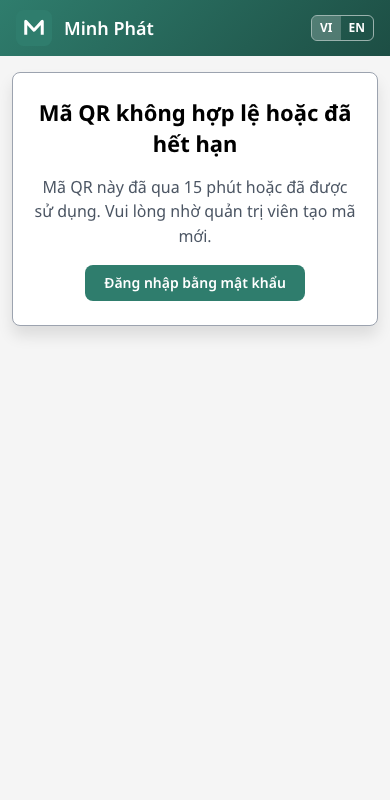 Minh Phát
VI EN
Mã QR không hợp lệ hoặc đã
hết hạn
Mã QR này đã qua 15 phút hoặc đã được
sử dụng. Vui lòng nhờ quản trị viên tạo mã
mới.
Đăng nhập bằng mật khẩu